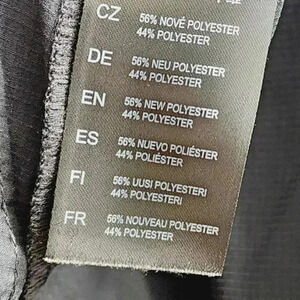 CZ
56% NOVÉ POLYESTER
44% POLYESTER
DE
56% NEU POLYESTER
44% POLYESTER
EN
56% NEW POLYESTER
44% POLYESTER
ES
56% NUEVO POLIÉSTER
44% POLIÉSTER
FI
56% UUSI POLYESTERI
44% POLYESTERI
FR
56% NOUVEAU POLYESTER
44% POLYESTER